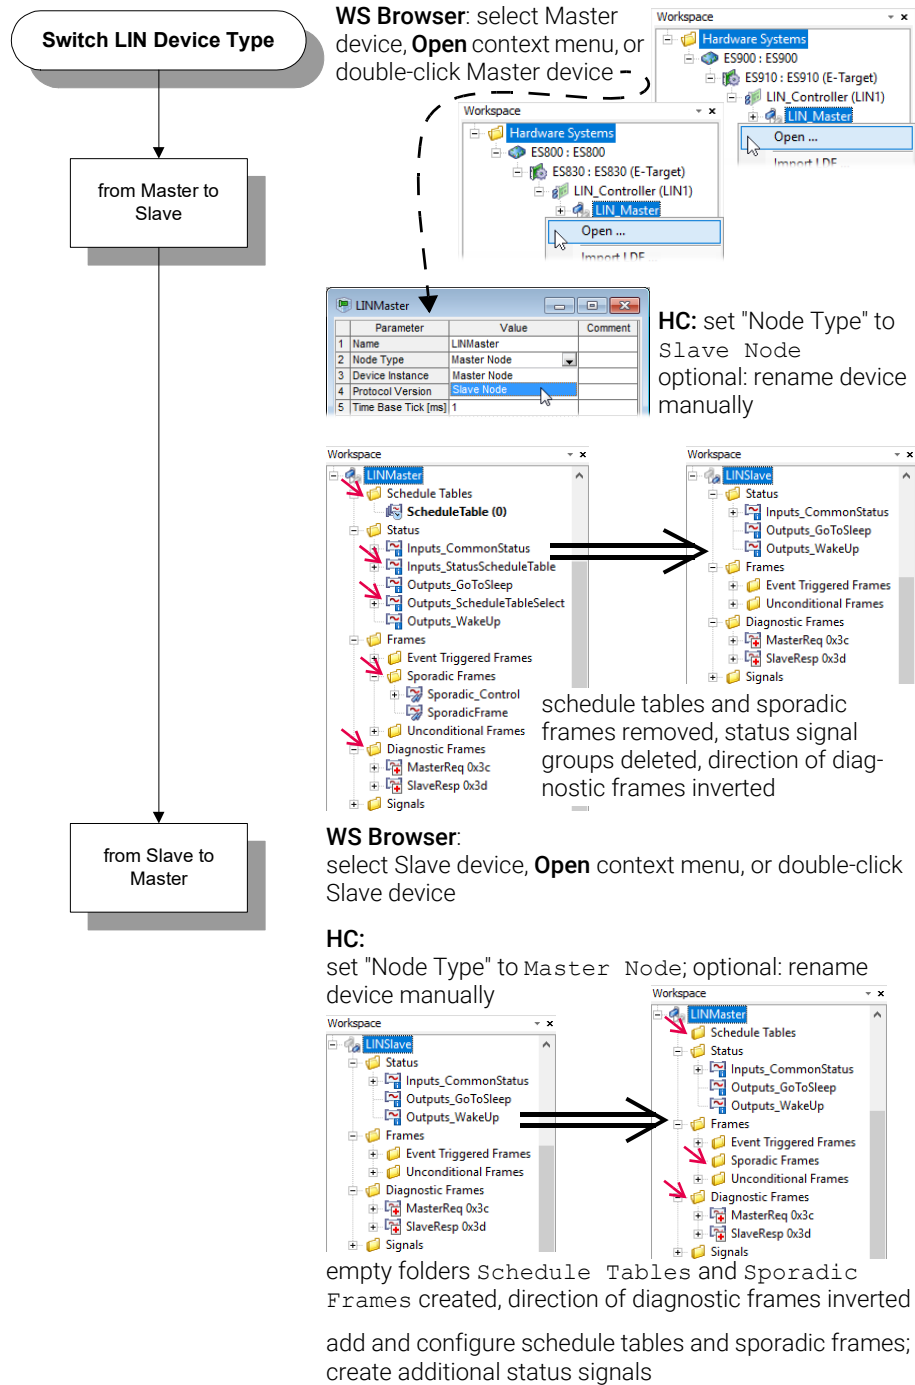 Switch LIN Device Type
WS Browser: select Master
device, Open context menu, or
double-click Master device
Workspace
Hardware Systems
ES900 : ES900
ES910 : ES910 (E-Target)
LIN_Controller (LIN1)
LIN_Master
Open ...
Workspace
Hardware Systems
ES800 : ES800
ES830 : ES830 (E-Target)
LIN_Controller (LIN1)
LIN_Master
Open ...
Import LDF
from Master to
Slave
LINMaster
Parameter Value Comment
1 Name LINMaster
2 Node Type Master Node
3 Device Instance Master Node
4 Protocol Version Slave Node
5 Time Base Tick [ms] 1
HC: set "Node Type" to
Slave Node
optional: rename device
manually
Workspace
LINMaster
Schedule Tables
ScheduleTable (0)
Status
Inputs_CommonStatus
Inputs_StatusScheduleTable
Outputs_GoToSleep
Outputs_ScheduleTableSelect
Outputs_WakeUp
Frames
Event Triggered Frames
Sporadic Frames
Sporadic_Control
SporadicFrame
Unconditional Frames
Diagnostic Frames
MasterReq 0x3c
SlaveResp 0x3d
Signals
Workspace
LINSlave
Status
Inputs_CommonStatus
Outputs_GoToSleep
Outputs_WakeUp
Frames
Event Triggered Frames
Unconditional Frames
Diagnostic Frames
MasterReq 0x3c
SlaveResp 0x3d
Signals
schedule tables and sporadic
frames removed, status signal
groups deleted, direction of diag-
nostic frames inverted
from Slave to
Master
WS Browser:
select Slave device, Open context menu, or double-click
Slave device
HC:
set "Node Type" to Master Node; optional: rename
device manually
Workspace
LINSlave
Status
Inputs_CommonStatus
Outputs_GoToSleep
Outputs_WakeUp
Frames
Event Triggered Frames
Unconditional Frames
Diagnostic Frames
MasterReq 0x3c
SlaveResp 0x3d
Signals
Workspace
LINMaster
Schedule Tables
Status
Inputs_CommonStatus
Outputs_GoToSleep
Outputs_WakeUp
Frames
Event Triggered Frames
Sporadic Frames
Unconditional Frames
Diagnostic Frames
MasterReq 0x3c
SlaveResp 0x3d
Signals
empty folders Schedule Tables and Sporadic
Frames created, direction of diagnostic frames inverted
add and configure schedule tables and sporadic frames;
create additional status signals